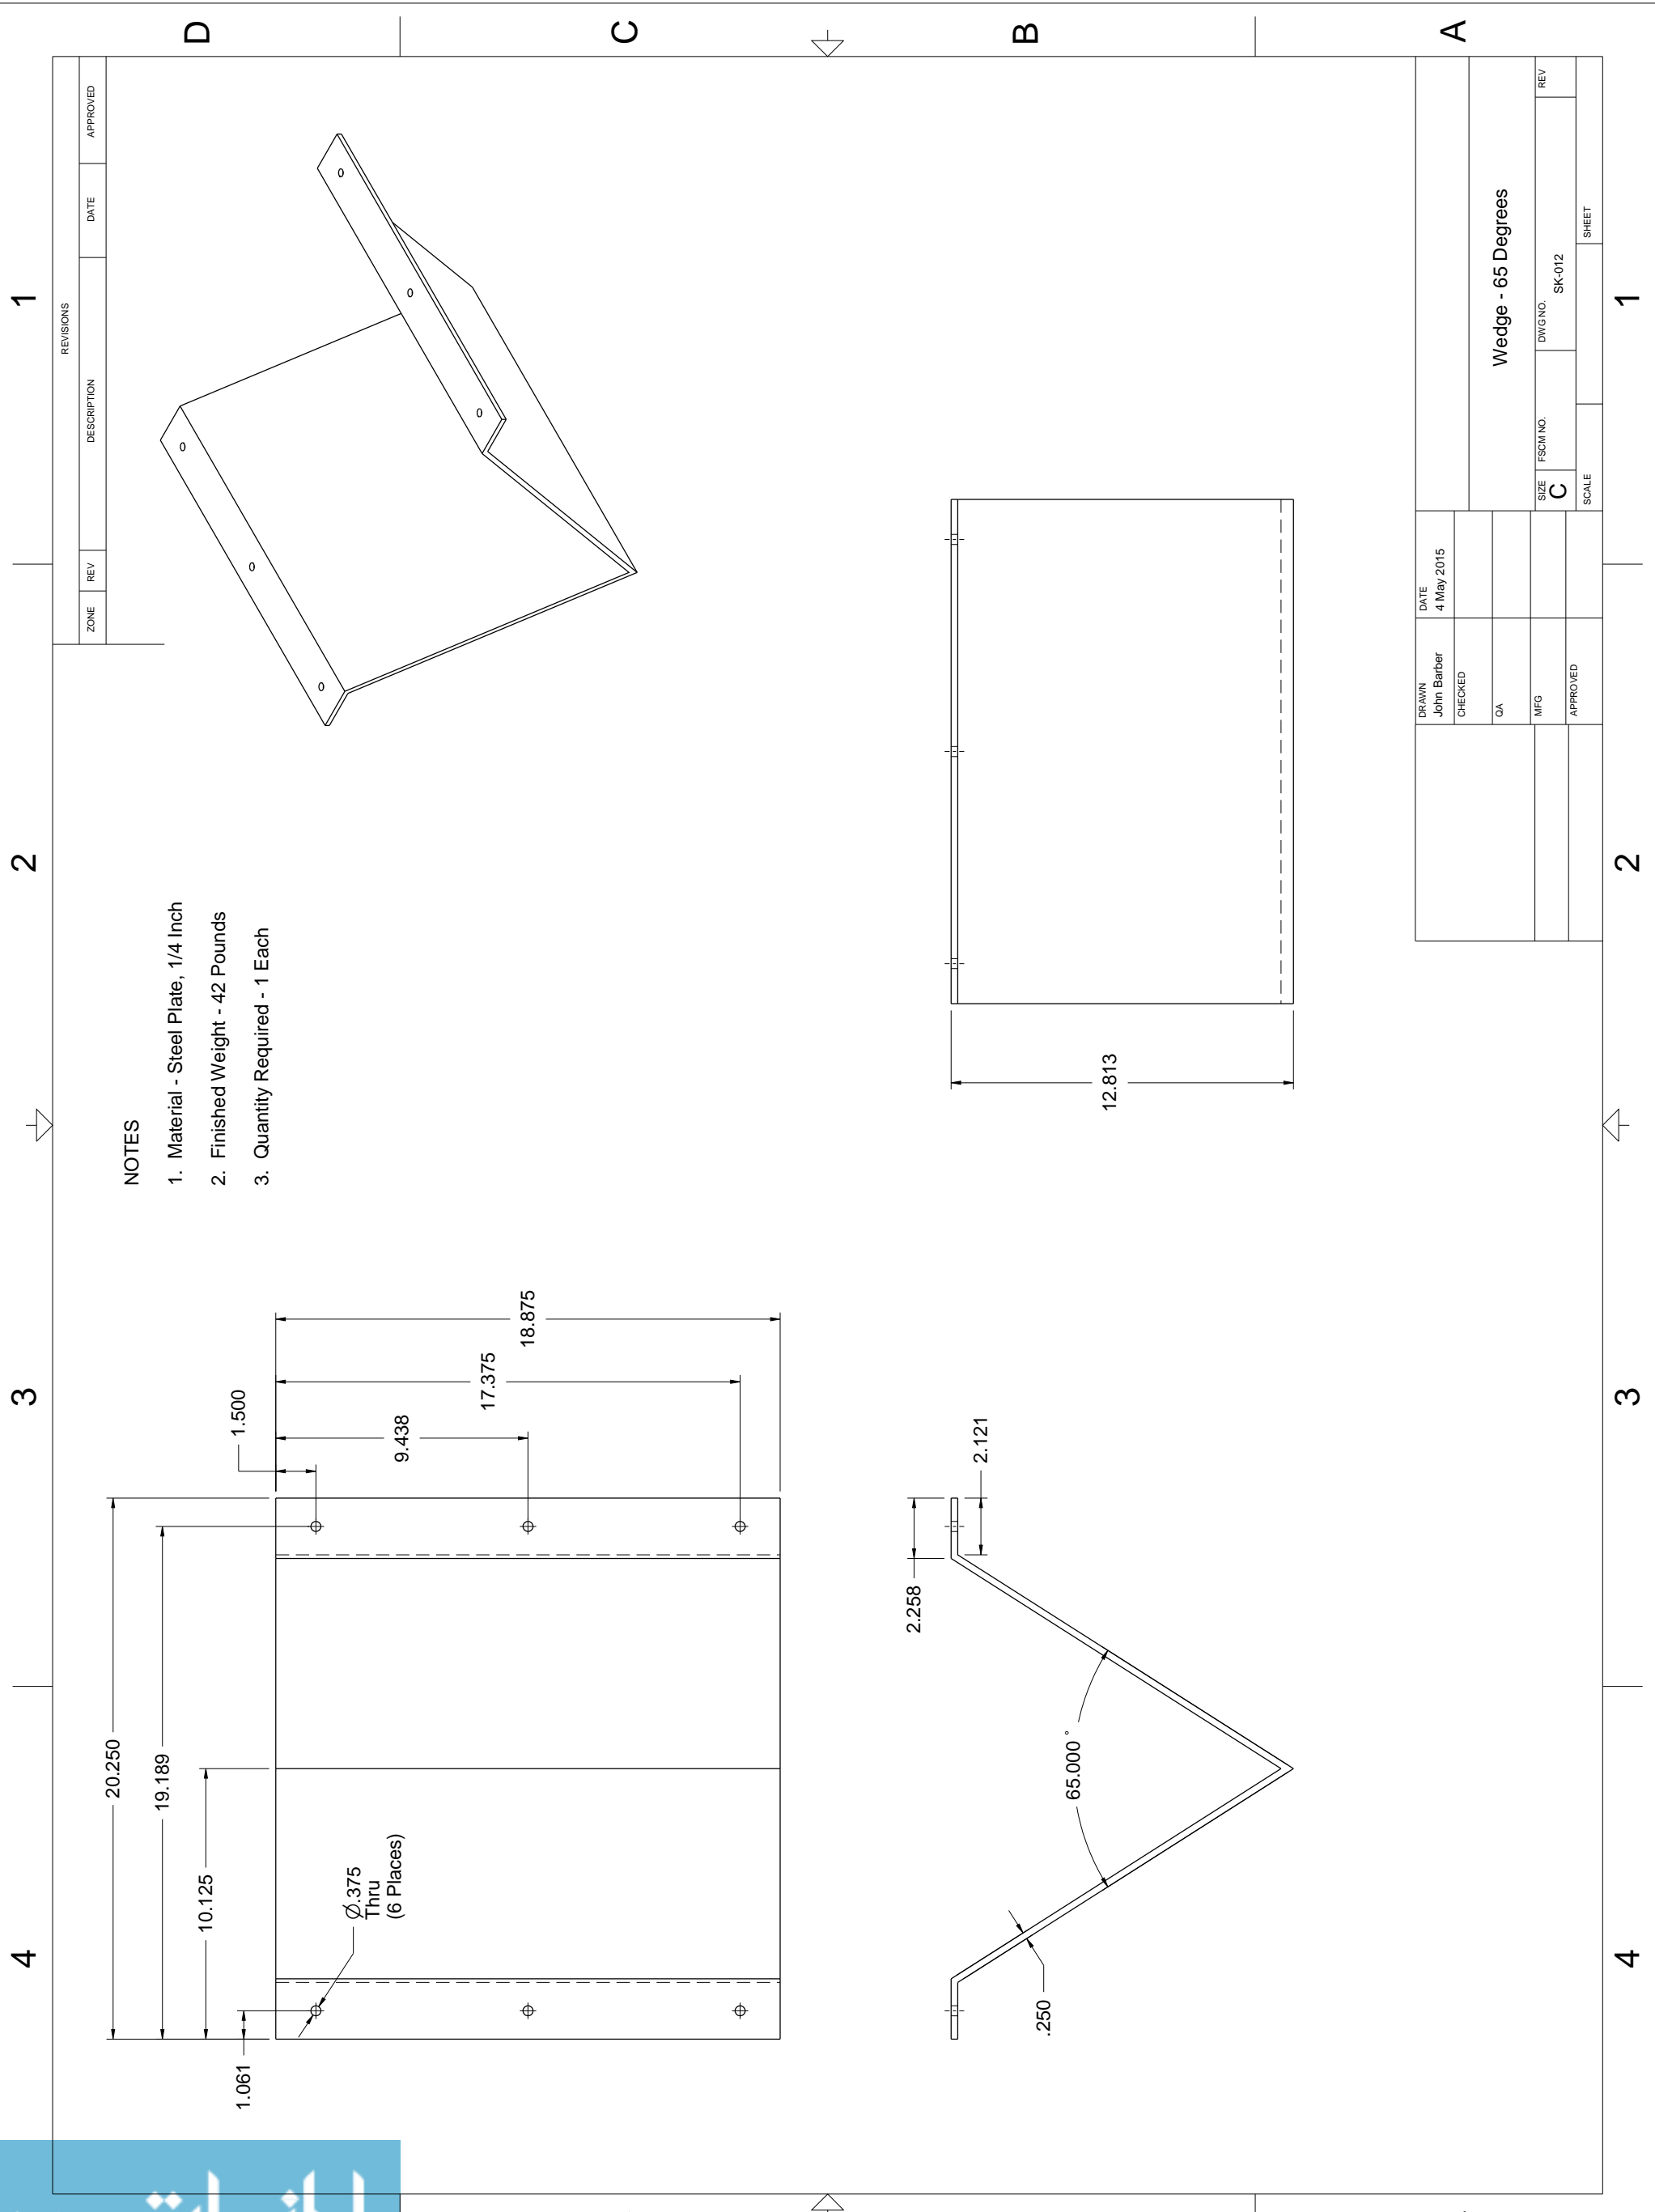 4
3
2
1
D
C
B
A
REVISIONS
ZONE REV DESCRIPTION DATE APPROVED
NOTES
1. Material - Steel Plate, 1/4 Inch
2. Finished Weight - 42 Pounds
3. Quantity Required - 1 Each
20.250
19.189
10.125
1.061
Ø.375
Thru
(6 Places)
1.500
9.438
17.375
18.875
2.258
2.121
65.000°
.250
12.813
DRAWN
John Barber
DATE
4 May 2015
CHECKED
QA
MFG
APPROVED
Wedge - 65 Degrees
SIZE
C
FSCM NO.
DWG NO.
SK-012
REV
SCALE
SHEET
4
3
2
1